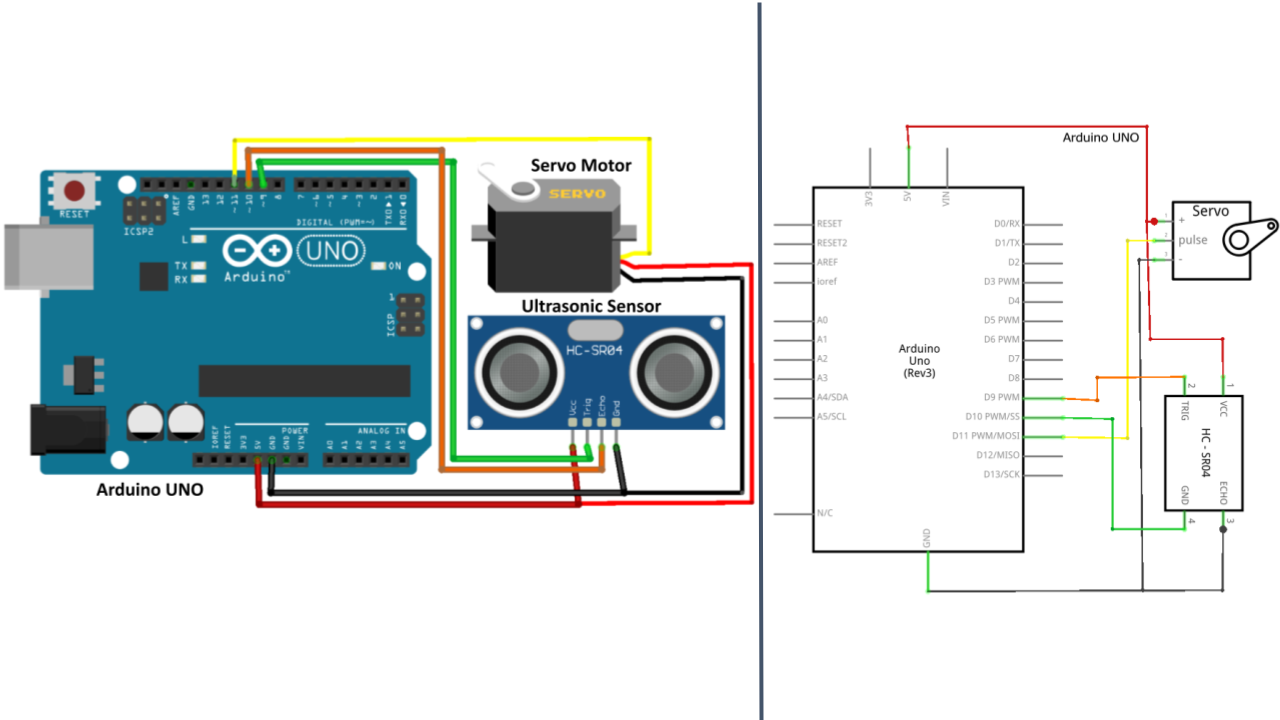 Servo Motor
SERVO
RESET
ICSP2
AREF
GND
13
12
~11
~10
~9
8
7
~6
~5
4
~3
2
TX0▶1
RX0◀0
DIGITAL (PWM=~)
L
TX
RX
UNO
Arduino™
ON
1
ICSP
Ultrasonic Sensor
HC-SR04
Vcc
Trig
Echo
Gnd
IOREF
RESET
3V3
5V
GND
GND
VIN
POWER
ANALOG IN
A0
A1
A2
A3
A4
A5
Arduino UNO
Arduino UNO
3V3
5V
VIN
RESET
RESET2
AREF
ioref
A0
A1
A2
A3
A4/SDA
A5/SCL
N/C
D0/RX
D1/TX
D2
D3 PWM
D4
D5 PWM
D6 PWM
D7
D8
D9 PWM
D10 PWM/SS
D11 PWM/MOSI
D12/MISO
D13/SCK
Arduino
Uno
(Rev3)
GND
Servo
+
pulse
-
2
1
TRIG
VCC
HC - SR04
GND
ECHO
4
3